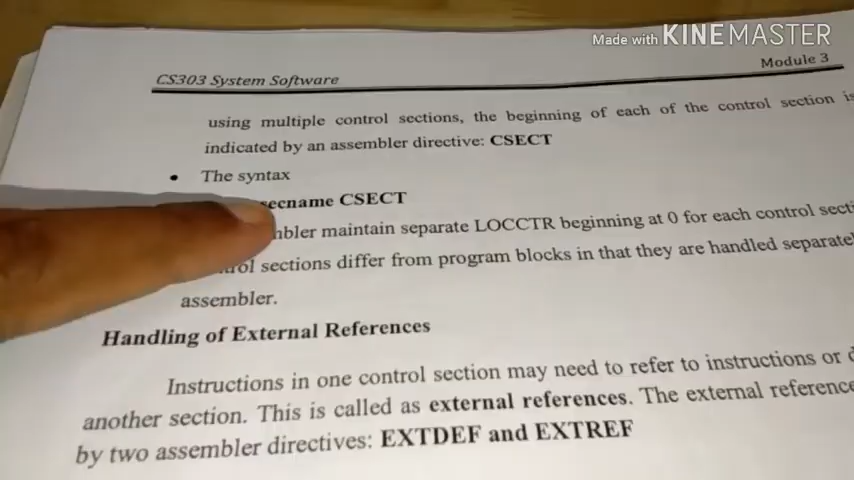 Made with KINEMASTER
CS303 System Software
Module 3
using multiple control sections, the beginning of each of the control section is
indicated by an assembler directive: CSECT
• The syntax
secname CSECT
maintain separate LOCCTR beginning at 0 for each control
sections differ from program blocks in that they are handled
assembler.
Handling of External References
Instructions in one control section may need to refer to instructions or
another section. This is called as external references. The external
by two assembler directives: EXTDEF and EXTREF